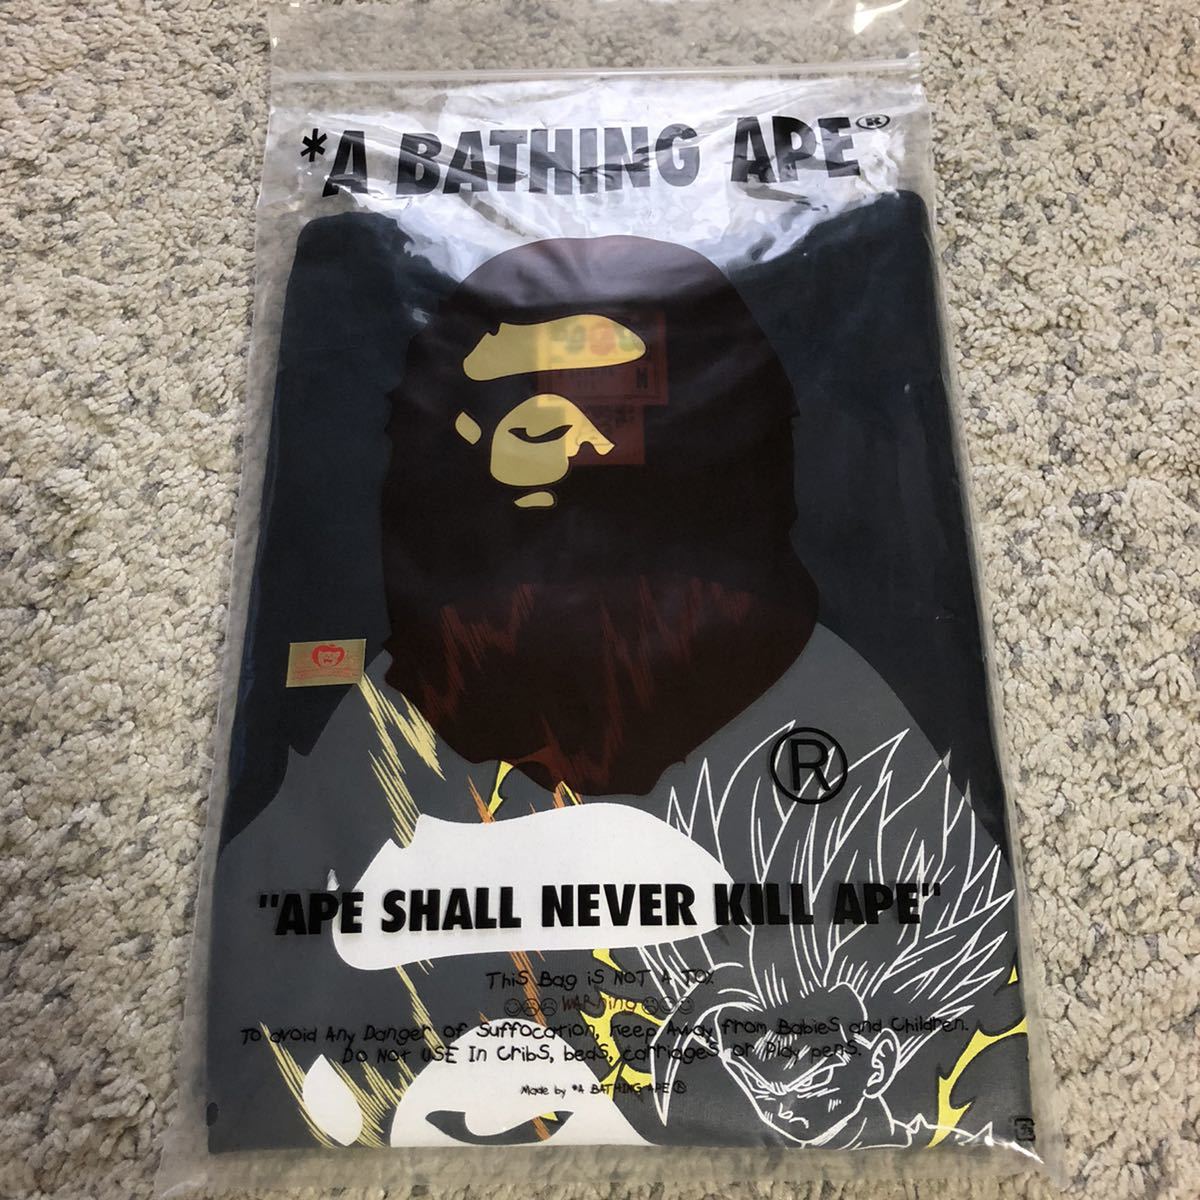 *A BATHING APE®
M
®
"APE SHALL NEVER KILL APE"
This Bag is NOT A TOY.
WARNING
To avoid Any Danger of Suffocation, Keep Away from Babies and Children.
Do Not USE In Cribs, beds, carriages or Play pens.
Made by *A BATHING APE ®